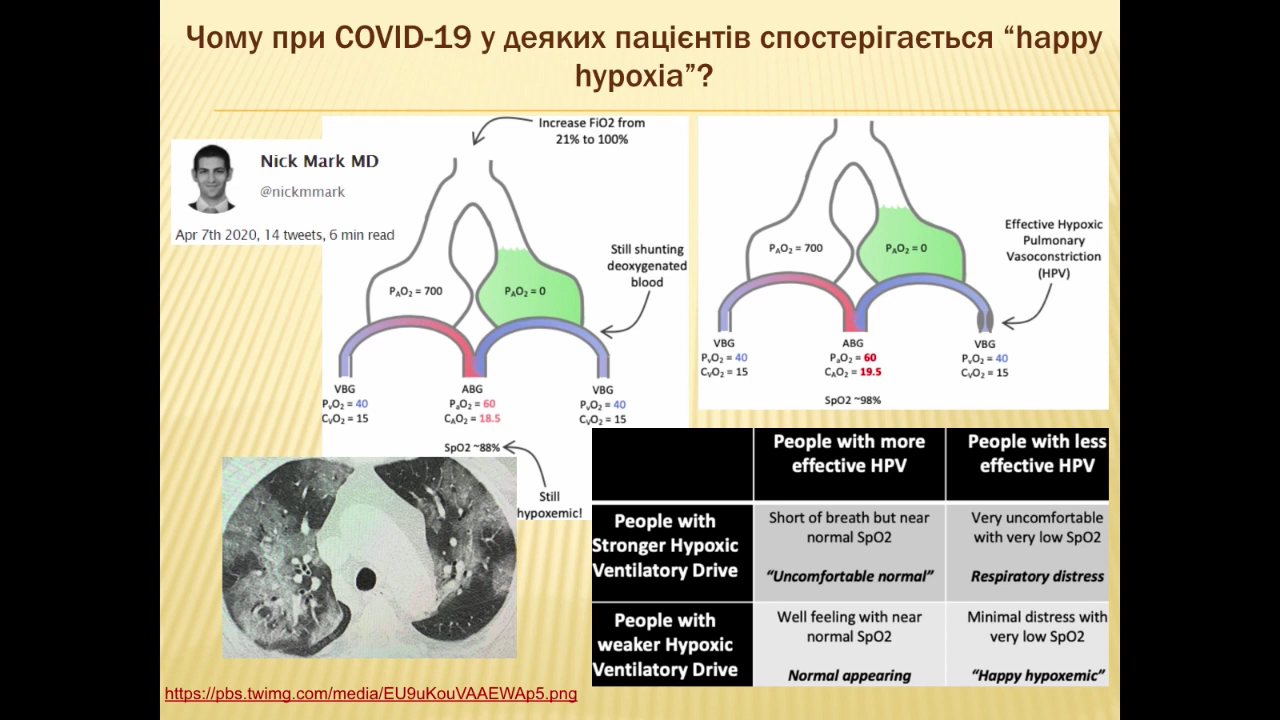 Чому при COVID-19 у деяких пацієнтів спостерігається “happy
hypoxia”?
Nick Mark MD
@nickmmark
Apr 7th 2020, 14 tweets, 6 min read
Increase FiO2 from
21% to 100%
Still shunting
deoxygenated
blood
PAO2 = 700
PAO2 = 0
VBG
PvO2 = 40
CvO2 = 15
ABG
PaO2 = 60
CAO2 = 18.5
VBG
PvO2 = 40
CvO2 = 15
SpO2 ~88%
Still
hypoxemic!
PAO2 = 700
PAO2 = 0
Effective Hypoxic
Pulmonary
Vasoconstriction
(HPV)
VBG
PvO2 = 40
CvO2 = 15
ABG
PaO2 = 60
CAO2 = 19.5
VBG
PvO2 = 40
CvO2 = 15
SpO2 ~98%
People with more
effective HPV
People with less
effective HPV
People with
Stronger Hypoxic
Ventilatory Drive
Short of breath but near
normal SpO2
“Uncomfortable normal”
Very uncomfortable
with very low SpO2
Respiratory distress
People with
weaker Hypoxic
Ventilatory Drive
Well feeling with near
normal SpO2
Normal appearing
Minimal distress with
very low SpO2
“Happy hypoxemic”
https://pbs.twimg.com/media/EU9uKouVAAEWAp5.png